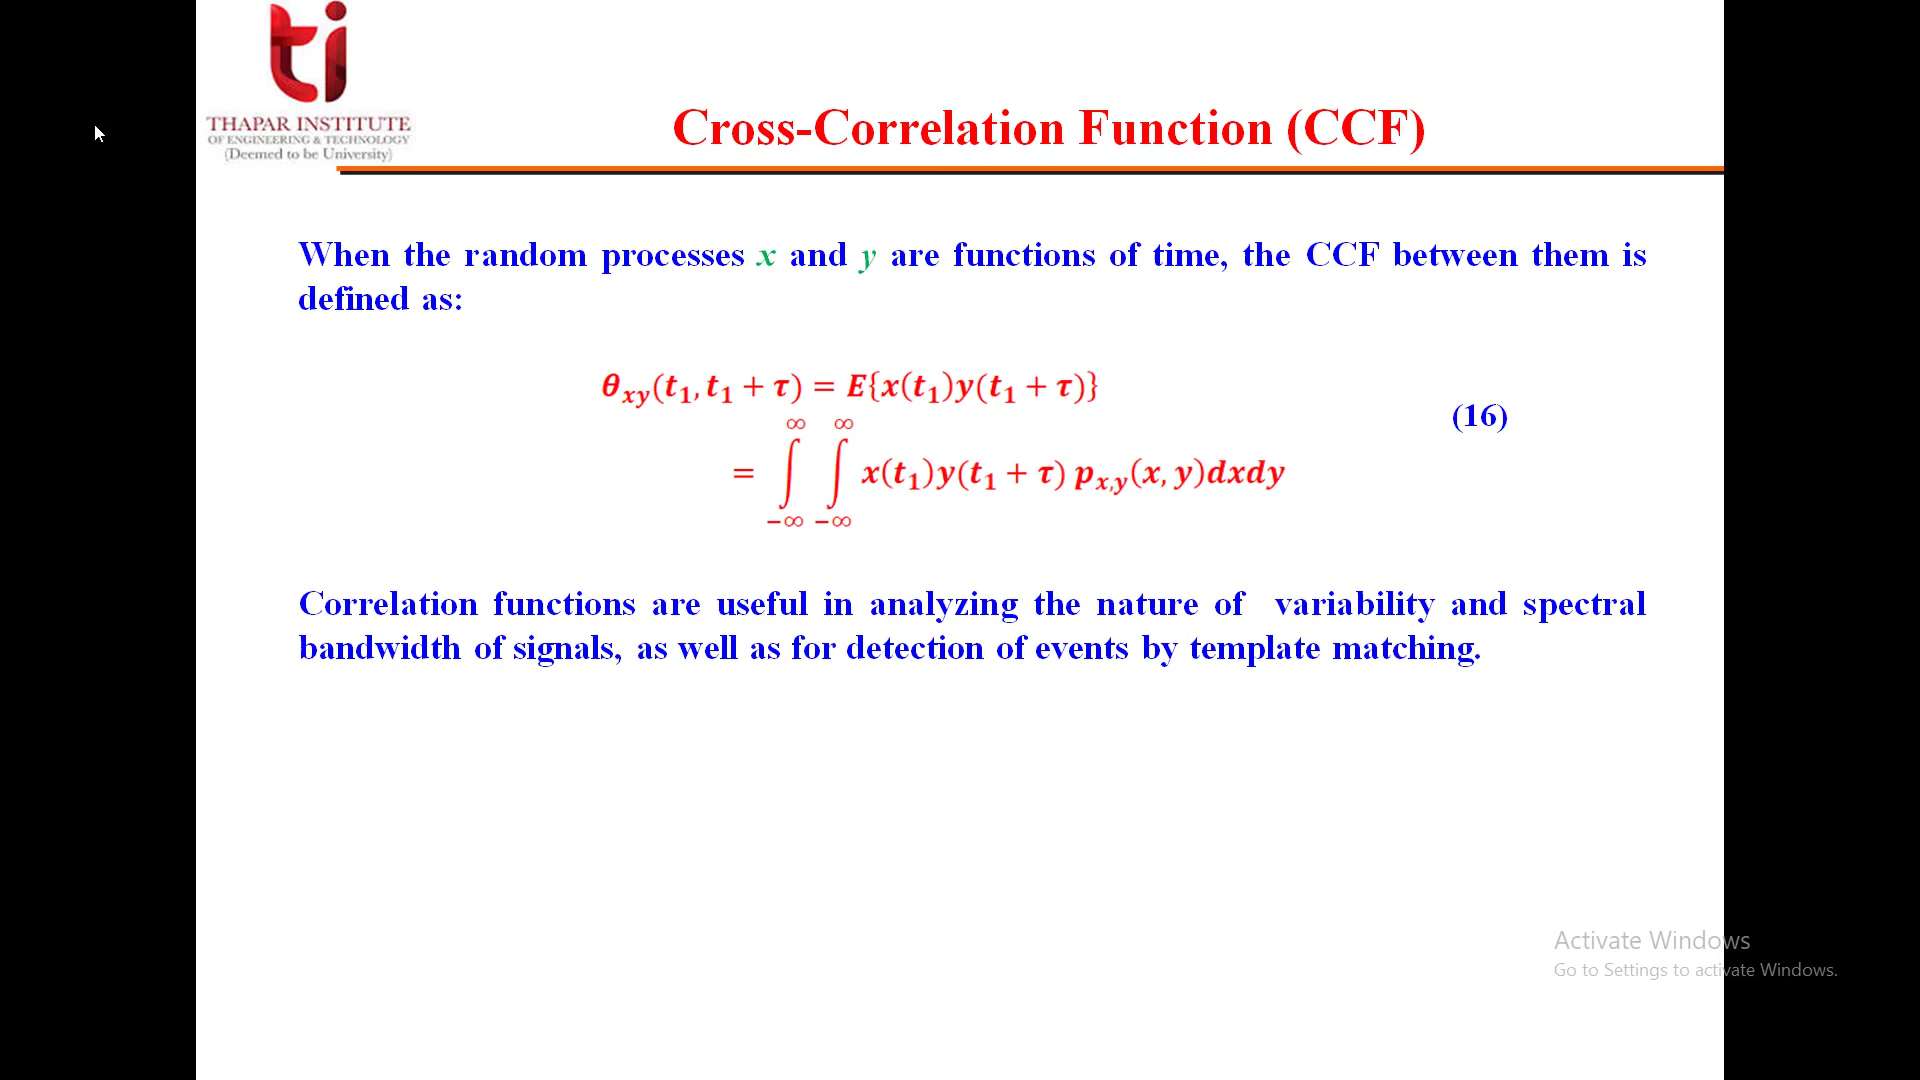 ti
THAPAR INSTITUTE
OF ENGINEERING & TECHNOLOGY
(Deemed to be University)
Cross-Correlation Function (CCF)
When the random processes x and y are functions of time, the CCF between them is
defined as:
θxy(t₁, t₁ + τ) = E{x(t₁)y(t₁ + τ)}
(16)
= ∫_{-∞}^{∞} ∫_{-∞}^{∞} x(t₁)y(t₁ + τ) pₓ,y(x, y)dxdy
Correlation functions are useful in analyzing the nature of variability and spectral
bandwidth of signals, as well as for detection of events by template matching.
Activate Windows
Go to Settings to activate Windows.